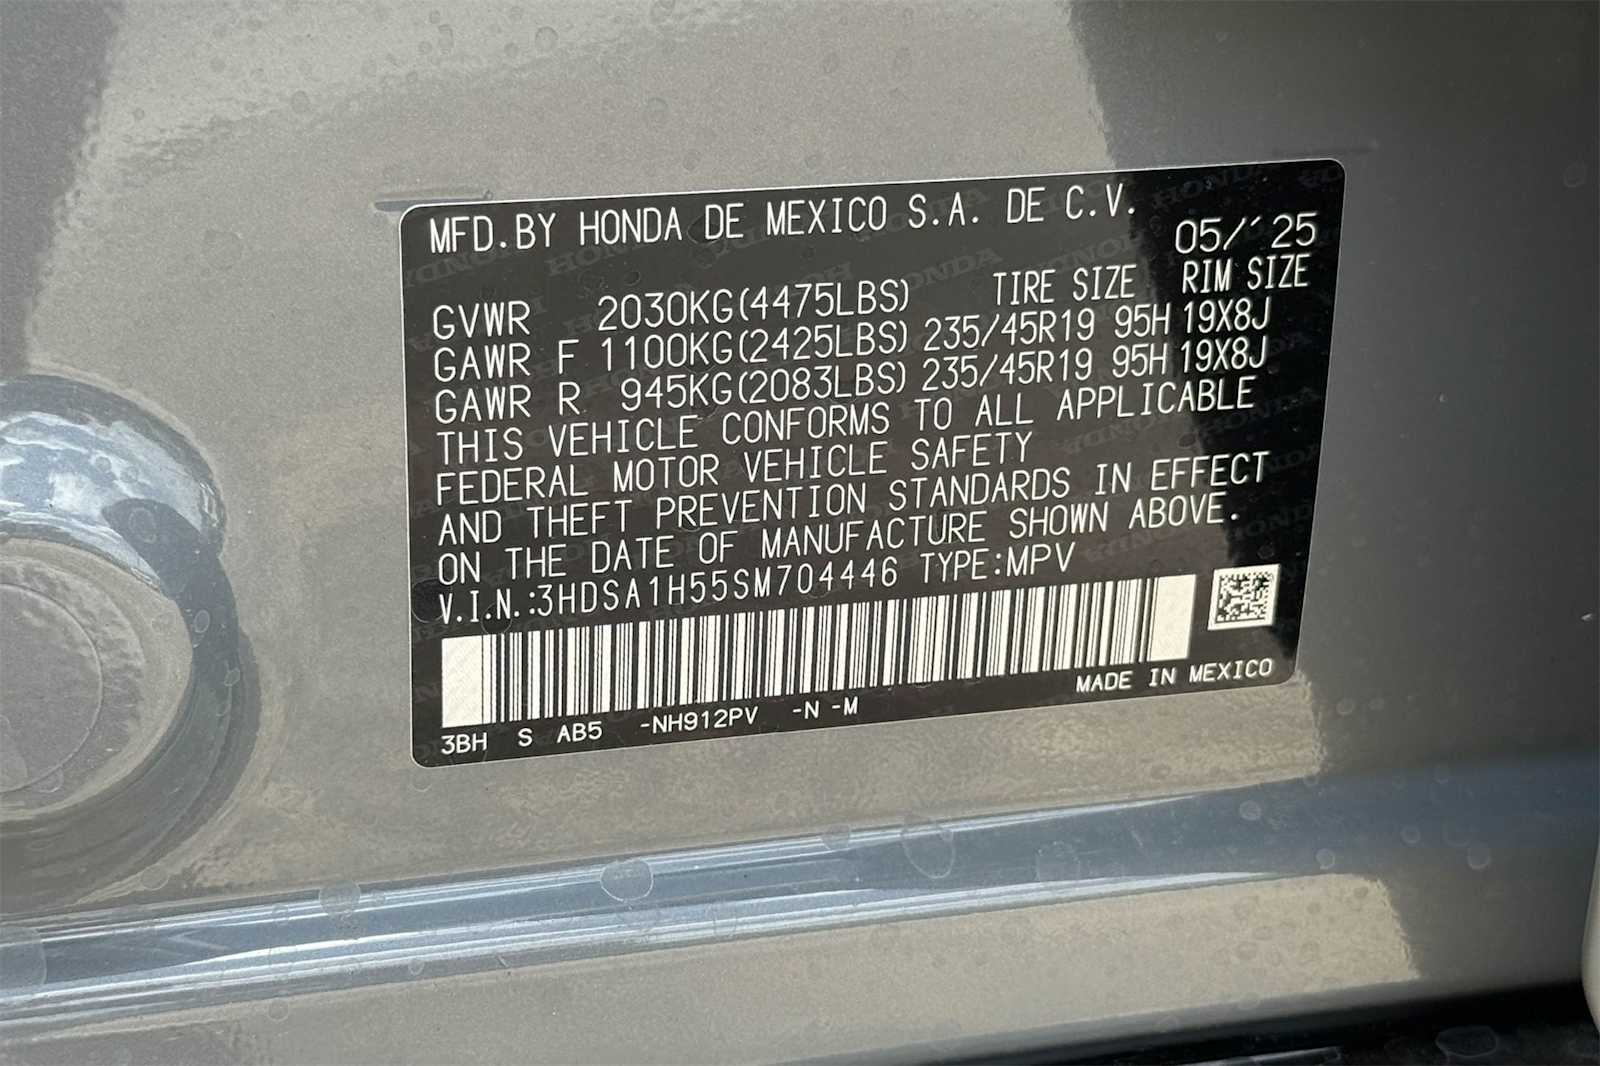 MFD.BY HONDA DE MEXICO S.A. DE C.V.
05/´25
TIRE SIZE RIM SIZE
GVWR 2030KG(4475LBS)
GAWR F 1100KG(2425LBS) 235/45R19 95H 19X8J
GAWR R 945KG(2083LBS) 235/45R19 95H 19X8J
THIS VEHICLE CONFORMS TO ALL APPLICABLE
FEDERAL MOTOR VEHICLE SAFETY
AND THEFT PREVENTION STANDARDS IN EFFECT
ON THE DATE OF MANUFACTURE SHOWN ABOVE.
V.I.N.:3HDSA1H55SM704446 TYPE:MPV
MADE IN MEXICO
3BH S AB5 -NH912PV -N -M